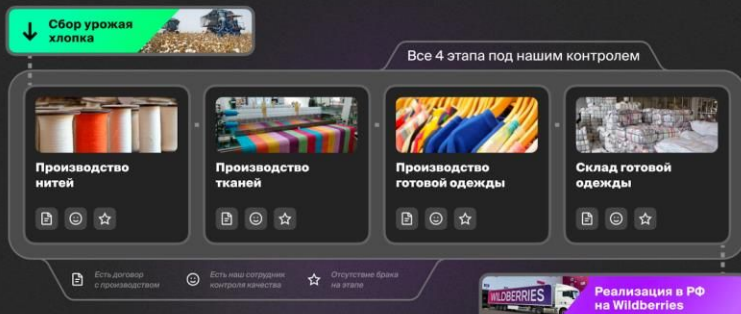 Сбор урожая
хлопка
Все 4 этапа под нашим контролем
Производство
нитей
Производство
тканей
Производство
готовой одежды
Склад готовой
одежды
Есть договор
с производством
Есть наш сотрудник
контроля качества
Отсутствие брака
на этапе
WILDBERRIES
Реализация в РФ
на Wildberries